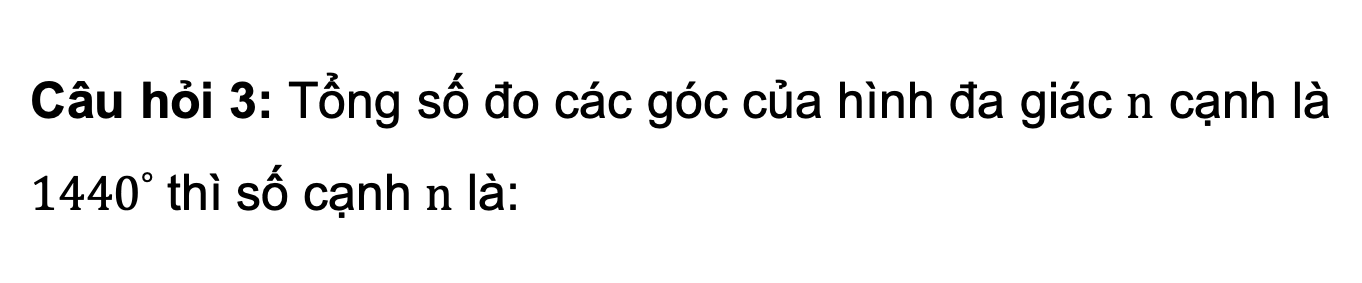 Câu hỏi 3: Tổng số đo các góc của hình đa giác n cạnh là
1440° thì số cạnh n là: